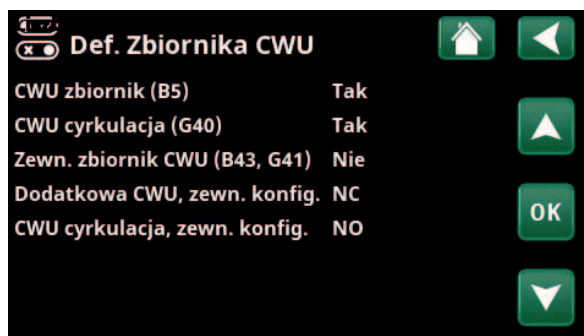 Def. Zbiornika CWU
CWU zbiornik (B5) Tak
CWU cyrkulacja (G40) Tak
Zewn. zbiornik CWU (B43, G41) Nie
Dodatkowa CWU, zewn. konfig. NC
OK
CWU cyrkulacja, zewn. konfig. NO